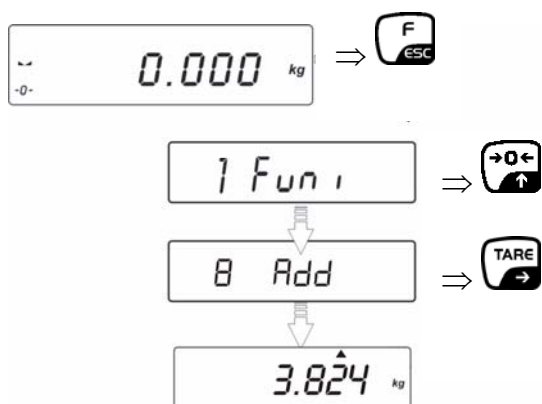 0.000 kg
-0-
⇒ F
ESC
1 Funi
⇒ →0←
↑
8 Add
⇒ TARE
→
3.824 kg